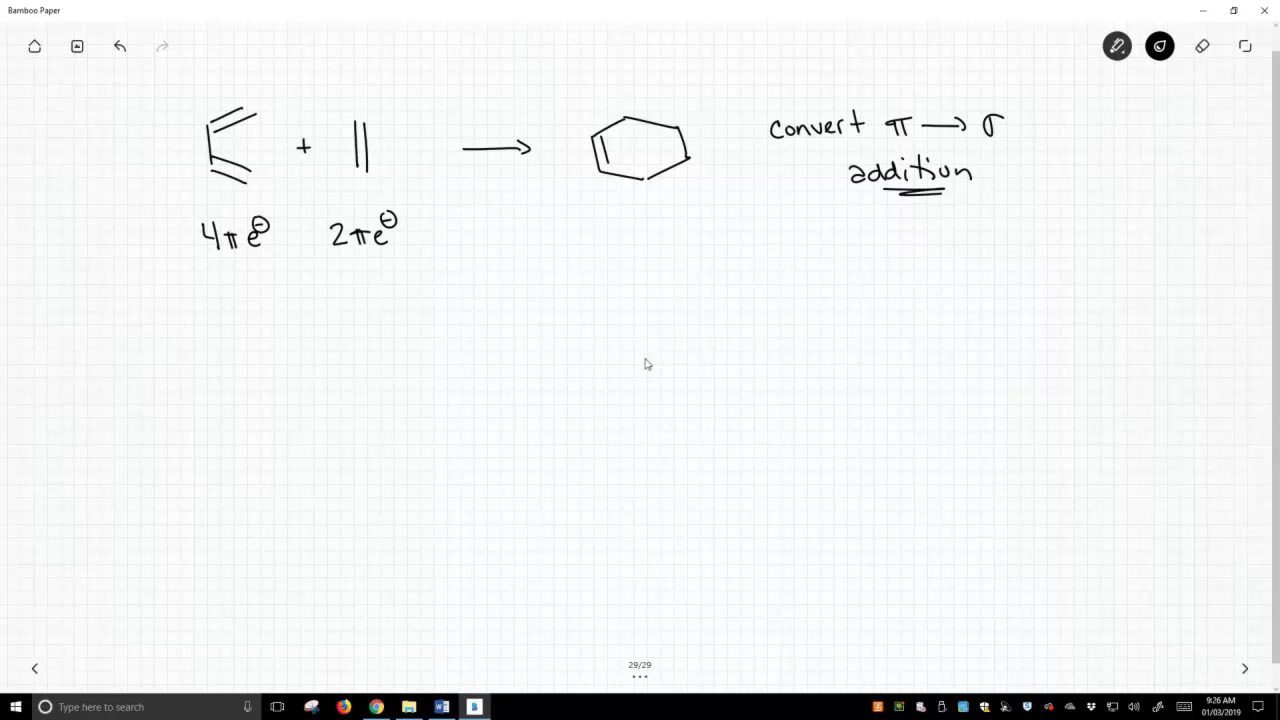 Bamboo Paper
+
convert π → σ
addition
4πe⊖ 2πe⊖
29/29
Type here to search
9:26 AM
01/03/2019